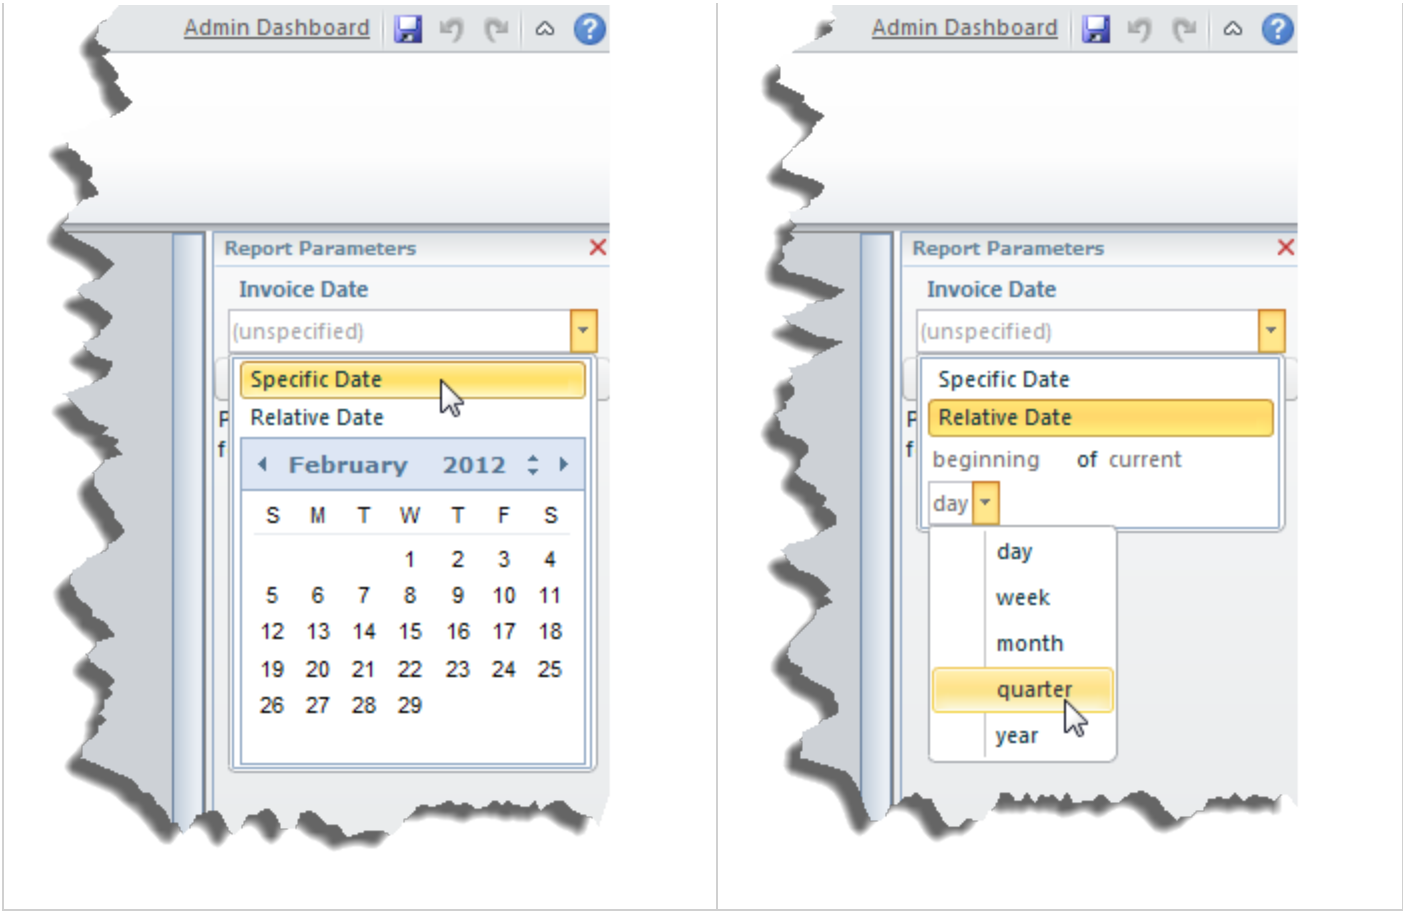 Admin Dashboard
Report Parameters
Invoice Date
(unspecified)
Specific Date
Relative Date
P
f
February 2012
S M T W T F S
1 2 3 4
5 6 7 8 9 10 11
12 13 14 15 16 17 18
19 20 21 22 23 24 25
26 27 28 29
Admin Dashboard
Report Parameters
Invoice Date
(unspecified)
Specific Date
Relative Date
P
f
beginning of current
day
day
week
month
quarter
year